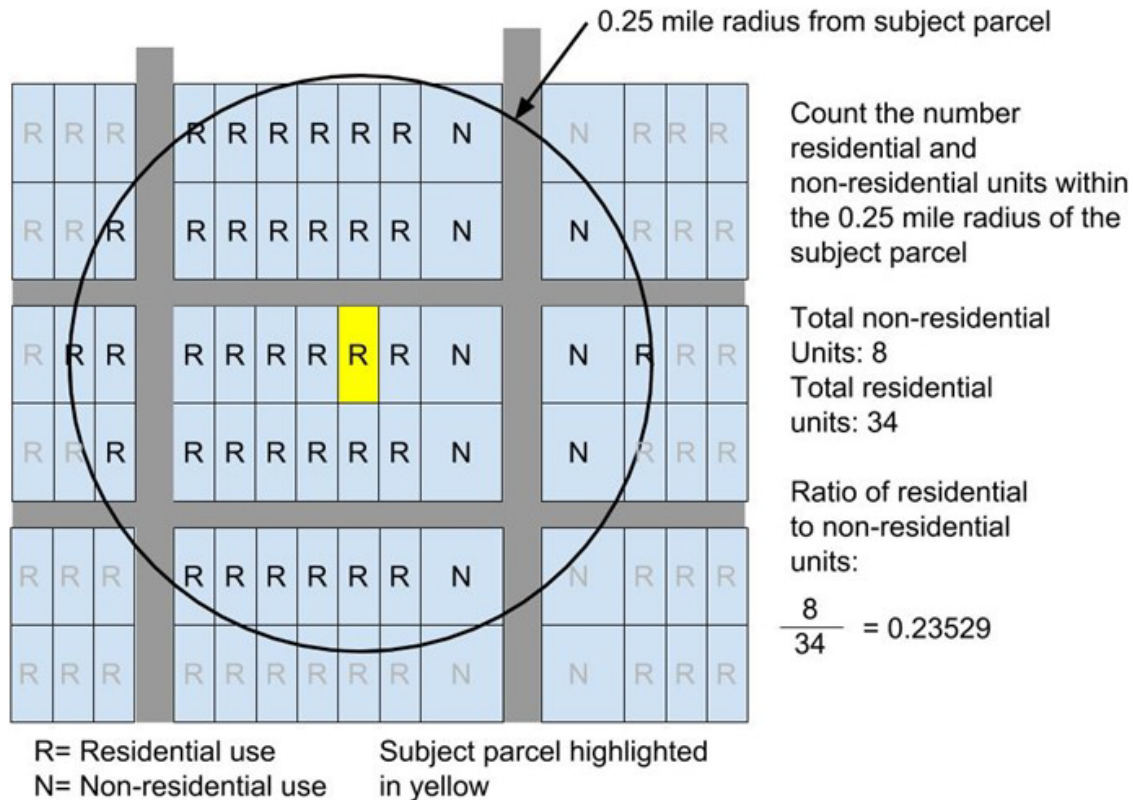 0.25 mile radius from subject parcel
R R R R R R R R R N N R R R
R R R R R R R R R N N R R R
R R R R R R R R R N N R R R
R R R R R R R R R N N R R R
R R R R R R R R R N N R R R
R R R R R R R R R N N R R R
Count the number
residential and
non-residential units within
the 0.25 mile radius of the
subject parcel
Total non-residential
Units: 8
Total residential
units: 34
Ratio of residential
to non-residential
units:
8
34
= 0.23529
R= Residential use
N= Non-residential use
Subject parcel highlighted
in yellow